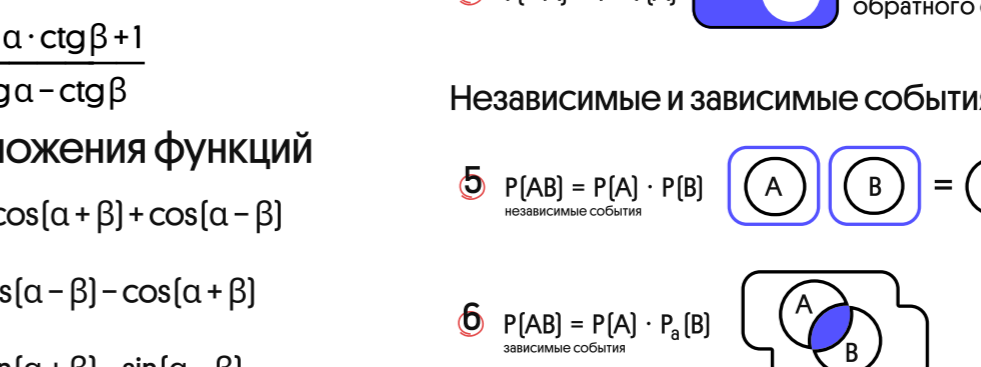 α · ctgβ + 1
gα − ctgβ
ложения функций
cos(α + β) + cos(α − β)
s(α − β) − cos(α + β)
обратного
Независимые и зависимые событи
5 P(AB) = P(A) · P(B) A B =
независимые события
6 P(AB) = P(A) · Pₐ(B) A B
зависимые события